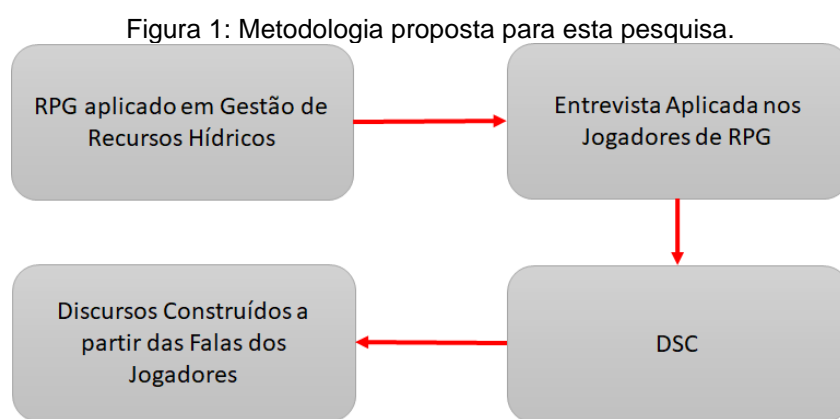 Figura 1: Metodologia proposta para esta pesquisa.
RPG aplicado em Gestão de
Recursos Hídricos
Entrevista Aplicada nos
Jogadores de RPG
DSC
Discursos Construídos a
partir das Falas dos
Jogadores